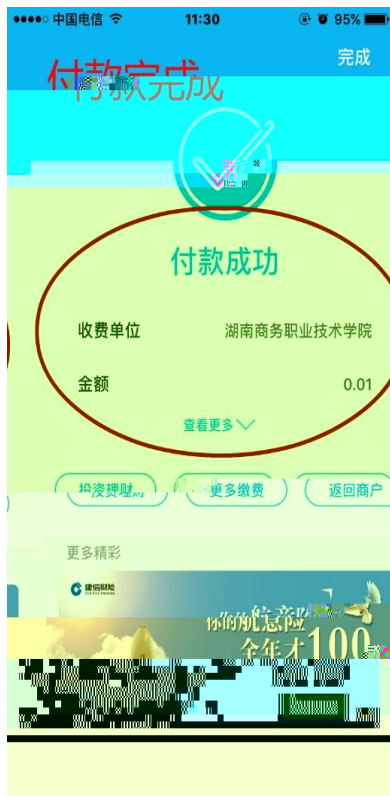 中国电信 11:30 95%
完成
付款完成
付款成功
收费单位 湖南商务职业技术学院
金额 0.01
查看更多
投资理财 更多缴费 返回商户
更多精彩
建信财险
你的航意险
全年才100